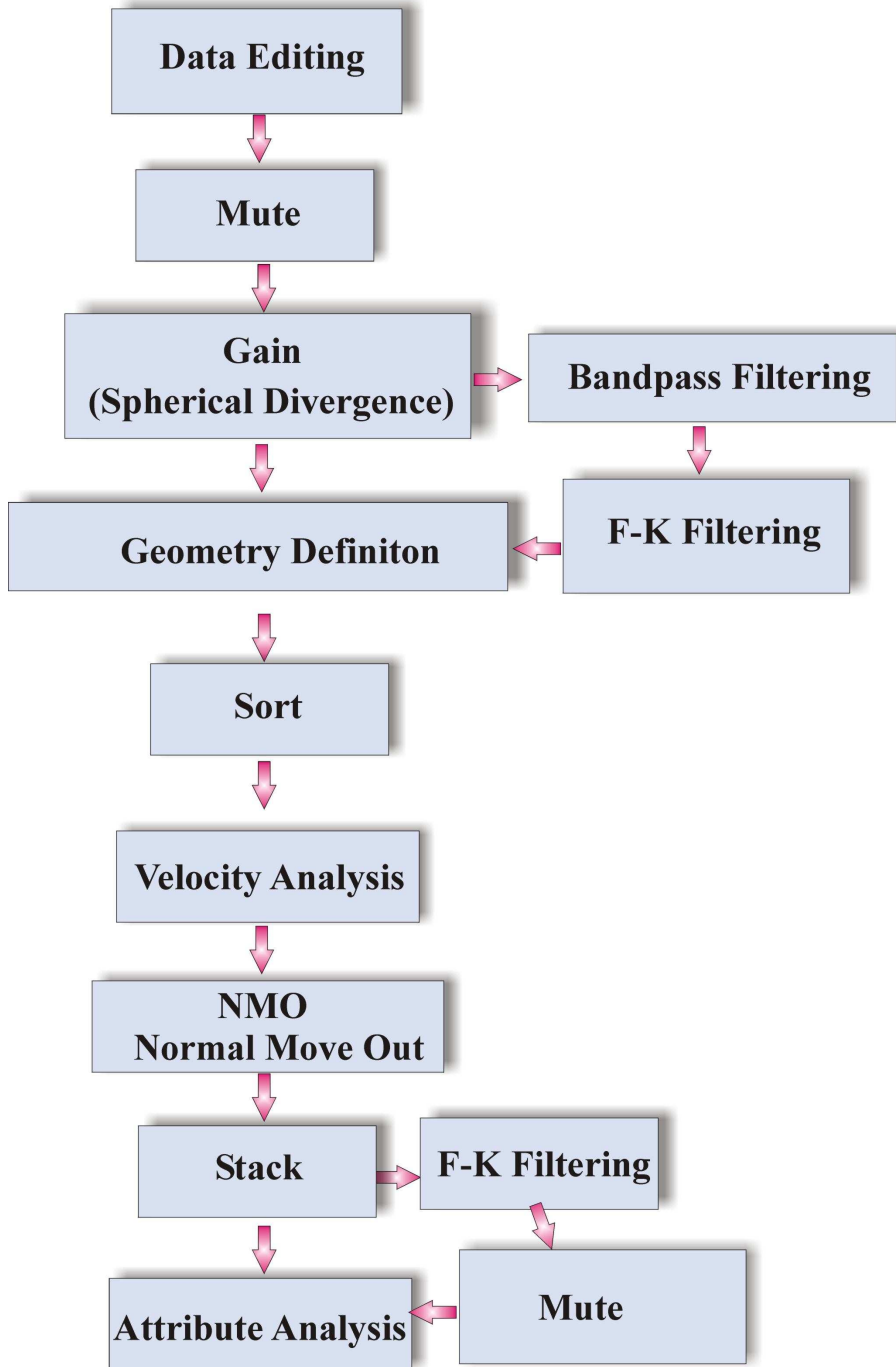 Data Editing
Mute
Gain
(Spherical Divergence)
Bandpass Filtering
F-K Filtering
Geometry Definiton
Sort
Velocity Analysis
NMO
Normal Move Out
Stack
F-K Filtering
Mute
Attribute Analysis